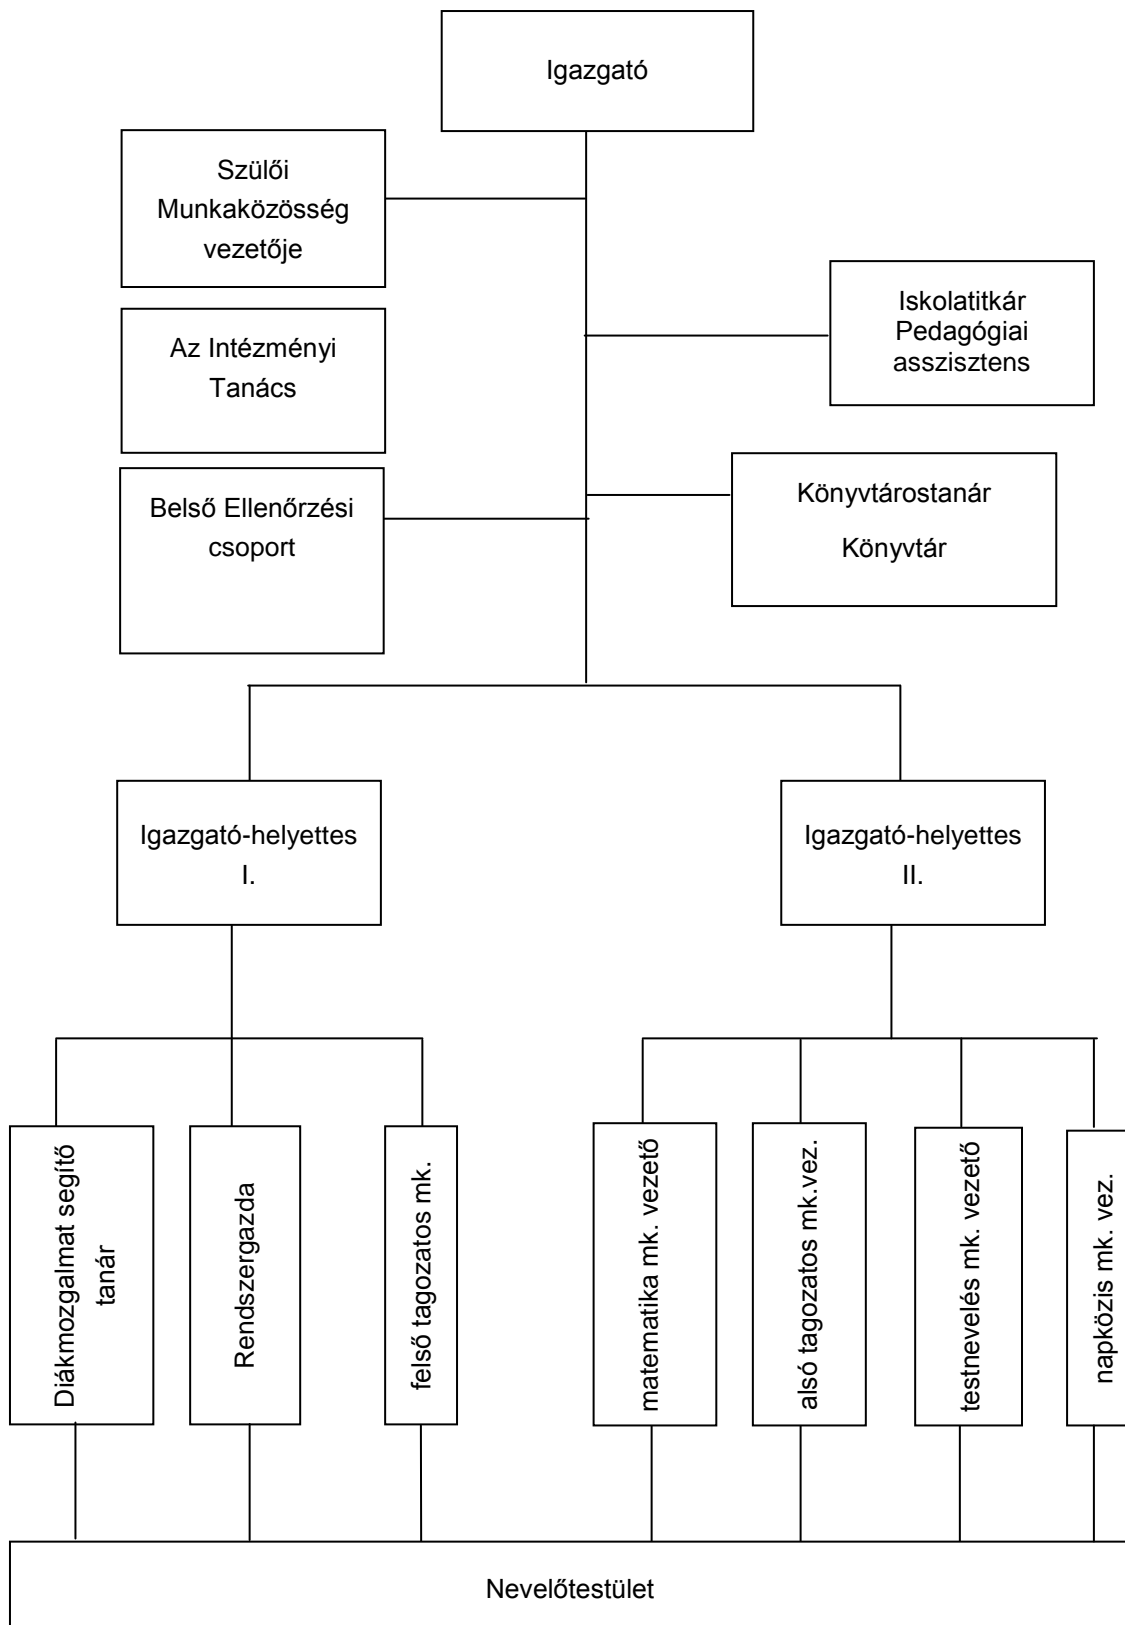 Igazgató
Szülői
Munkaközösség
vezetője
Iskolatitkár
Pedagógiai
asszisztens
Az Intézményi
Tanács
Könyvtárostanár
Könyvtár
Belső Ellenőrzési
csoport
Igazgató-helyettes
I.
Igazgató-helyettes
II.
Diákmozgalmat segítő
tanár
Rendszergazda
felső tagozatos mk.
matematika mk. vezető
alsó tagozatos mk.vez.
testnevelés mk. vezető
napközis mk. vez.
Nevelőtestület